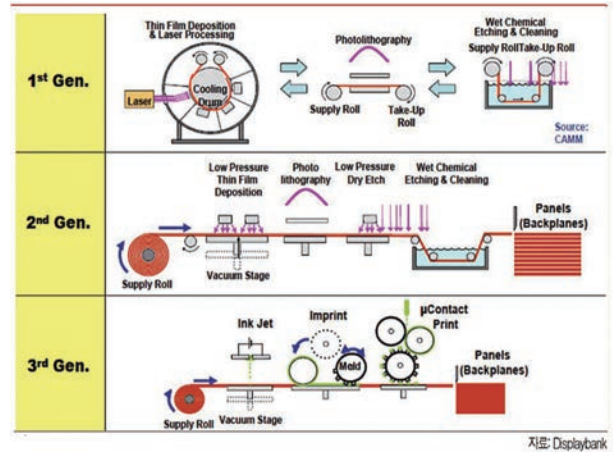 Thin Film Deposition
& Laser Processing
Photolithography
Wet Chemical
Etching & Cleaning
Supply RollTake-Up Roll
1st Gen.
Laser
Cooling
Drum
Supply Roll
Take-Up
Roll
Source:
CAMM
Low Pressure
Thin Film
Deposition
Photo
lithography
Low Pressure
Dry Etch
Wet Chemical
Etching & Cleaning
2nd Gen.
Panels
(Backplanes)
Supply Roll
Vacuum Stage
Ink Jet
Imprint
µContact
Print
3rd Gen.
Mold
Panels
(Backplanes)
Supply Roll
Vacuum Stage
자료: Displaybank